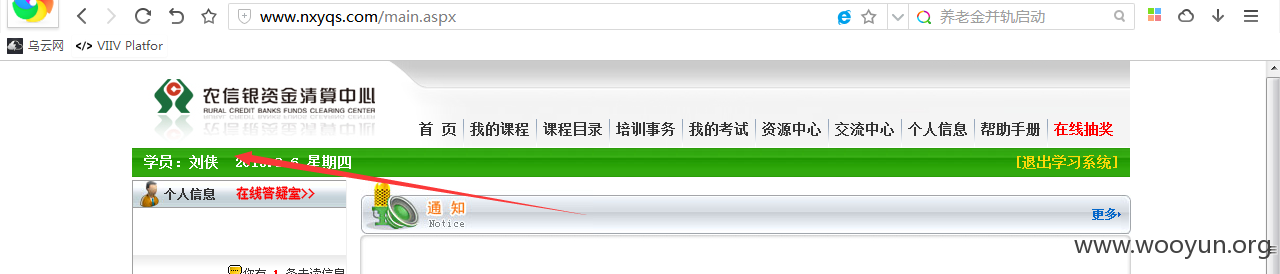 www.nxyqs.com/main.aspx
养老金并轨启动
乌云网 </> VIIV Platfor
农信银资金清算中心
RURAL CREDIT BANKS FUNDS CLEARING CENTER
首 页 我的课程 课程目录 培训事务 我的考试 资源中心 交流中心 个人信息 帮助手册 在线抽奖
学员：刘侠 星期四 [退出学习系统]
个人信息 在线答疑室>>
通 知
Notice
更多
www.wooyun.org
您有 1 条未读信息